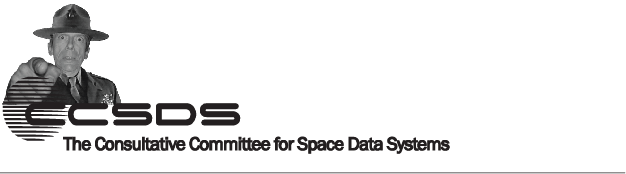 CCSDS
The Consultative Committee for Space Data Systems